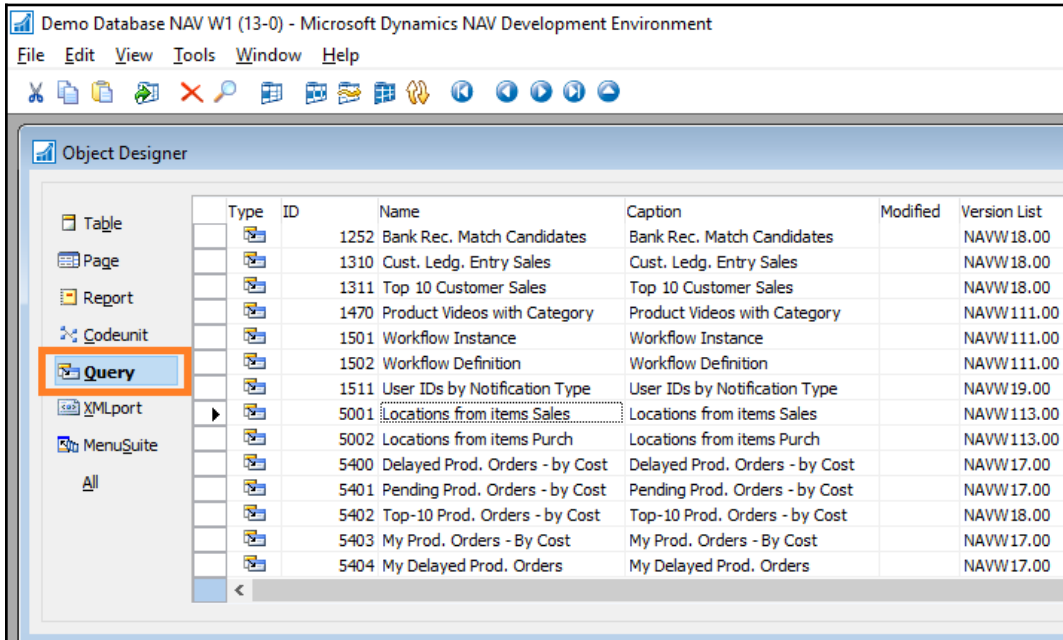 Demo Database NAV W1 (13-0) - Microsoft Dynamics NAV Development Environment
File Edit View Tools Window Help
Object Designer
Table
Page
Report
Codeunit
Query
XMLport
MenuSuite
All
Type ID Name Caption Modified Version List
1252 Bank Rec. Match Candidates Bank Rec. Match Candidates NAVW18.00
1310 Cust. Ledg. Entry Sales Cust. Ledg. Entry Sales NAVW18.00
1311 Top 10 Customer Sales Top 10 Customer Sales NAVW18.00
1470 Product Videos with Category Product Videos with Category NAVW111.00
1501 Workflow Instance Workflow Instance NAVW111.00
1502 Workflow Definition Workflow Definition NAVW111.00
1511 User IDs by Notification Type User IDs by Notification Type NAVW19.00
5001 Locations from items Sales Locations from items Sales NAVW113.00
5002 Locations from items Purch Locations from items Purch NAVW113.00
5400 Delayed Prod. Orders - by Cost Delayed Prod. Orders - by Cost NAVW17.00
5401 Pending Prod. Orders - by Cost Pending Prod. Orders - by Cost NAVW17.00
5402 Top-10 Prod. Orders - by Cost Top-10 Prod. Orders - by Cost NAVW18.00
5403 My Prod. Orders - By Cost My Prod. Orders - By Cost NAVW17.00
5404 My Delayed Prod. Orders My Delayed Prod. Orders NAVW17.00